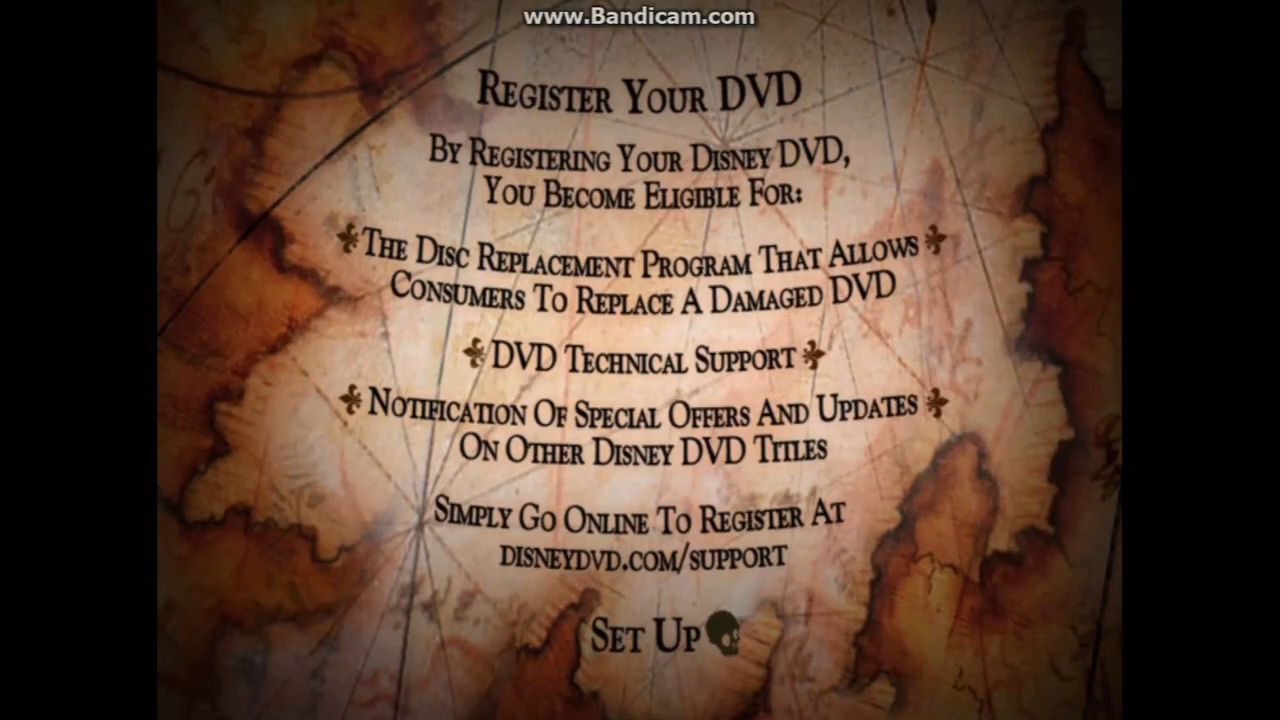 www.Bandicam.com
Register Your DVD
By Registering Your Disney DVD,
You Become Eligible For:
The Disc Replacement Program That Allows
Consumers To Replace A Damaged DVD
DVD Technical Support
Notification Of Special Offers And Updates
On Other Disney DVD Titles
Simply Go Online To Register At
disneydvd.com/support
Set Up